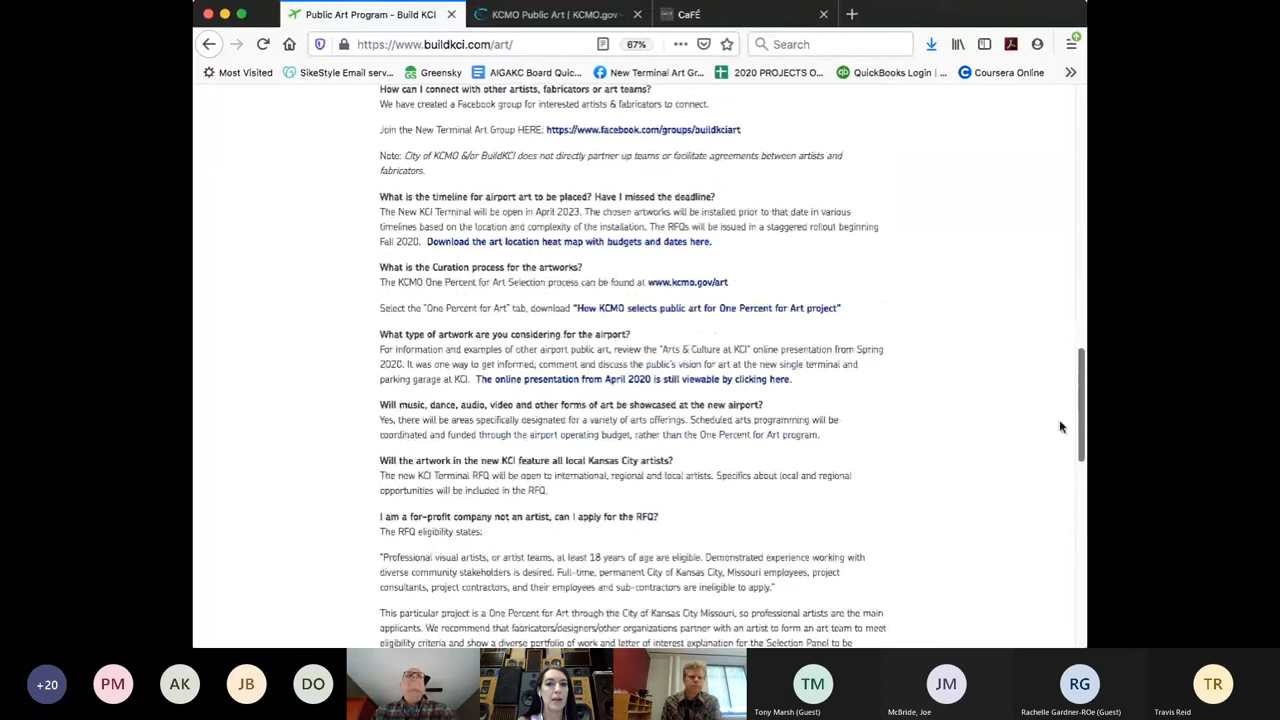 Public Art Program - Build KCI
KCMO Public Art | KCMO.gov -
CaFÉ
https://www.buildkci.com/art/
67%
Search
Most Visited
SikeStyle Email serv...
Greensky
AIGAKC Board Quic...
New Terminal Art Gr...
2020 PROJECTS O...
QuickBooks Login | ...
Coursera Online
How can I connect with other artists, fabricators or art teams?
We have created a Facebook group for interested artists & fabricators to connect.
Join the New Terminal Art Group HERE: https://www.facebook.com/groups/buildkciart
Note: City of KCMO &/or BuildKCI does not directly partner up teams or facilitate agreements between artists and
fabricators.
What is the timeline for airport art to be placed? Have I missed the deadline?
The New KCI Terminal will be open in April 2023. The chosen artworks will be installed prior to that date in various
timelines based on the location and complexity of the installation. The RFQs will be issued in a staggered rollout beginning
Fall 2020. Download the art location heat map with budgets and dates here.
What is the Curation process for the artworks?
The KCMO One Percent for Art Selection process can be found at www.kcmo.gov/art
Select the "One Percent for Art" tab, download "How KCMO selects public art for One Percent for Art project"
What type of artwork are you considering for the airport?
For information and examples of other airport public art, review the "Arts & Culture at KCI" online presentation from Spring
2020. It was one way to get informed, comment and discuss the public's vision for art at the new single terminal and
parking garage at KCI. The online presentation from April 2020 is still viewable by clicking here.
Will music, dance, audio, video and other forms of art be showcased at the new airport?
Yes, there will be areas specifically designated for a variety of arts offerings. Scheduled arts programming will be
coordinated and funded through the airport operating budget, rather than the One Percent for Art program.
Will the artwork in the new KCI feature all local Kansas City artists?
The new KCI Terminal RFQ will be open to international, regional and local artists. Specifics about local and regional
opportunities will be included in the RFQ.
I am a for-profit company not an artist, can I apply for the RFQ?
The RFQ eligibility states:
"Professional visual artists, or artist teams, at least 18 years of age are eligible. Demonstrated experience working with
diverse community stakeholders is desired. Full-time, permanent City of Kansas City, Missouri employees, project
consultants, project contractors, and their employees and sub-contractors are ineligible to apply."
This particular project is a One Percent for Art through the City of Kansas City Missouri, so professional artists are the main
applicants. We recommend that fabricators/designers/other organizations partner with an artist to form an art team to meet
eligibility criteria and show a diverse portfolio of work and letter of interest explanation for the Selection Panel to be
+20
PM
AK
JB
DO
TM
Tony Marsh (Guest)
JM
McBride, Joe
RG
Rachelle Gardner-ROe (Guest)
TR
Travis Reid